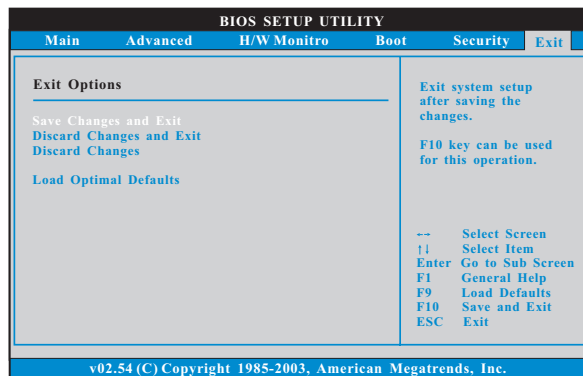 BIOS SETUP UTILITY
Main Advanced H/W Monitro Boot Security Exit
Exit Options
Save Changes and Exit
Discard Changes and Exit
Discard Changes
Load Optimal Defaults
Exit system setup
after saving the
changes.
F10 key can be used
for this operation.
←→ Select Screen
↑↓ Select Item
Enter Go to Sub Screen
F1 General Help
F9 Load Defaults
F10 Save and Exit
ESC Exit
v02.54 (C) Copyright 1985-2003, American Megatrends, Inc.